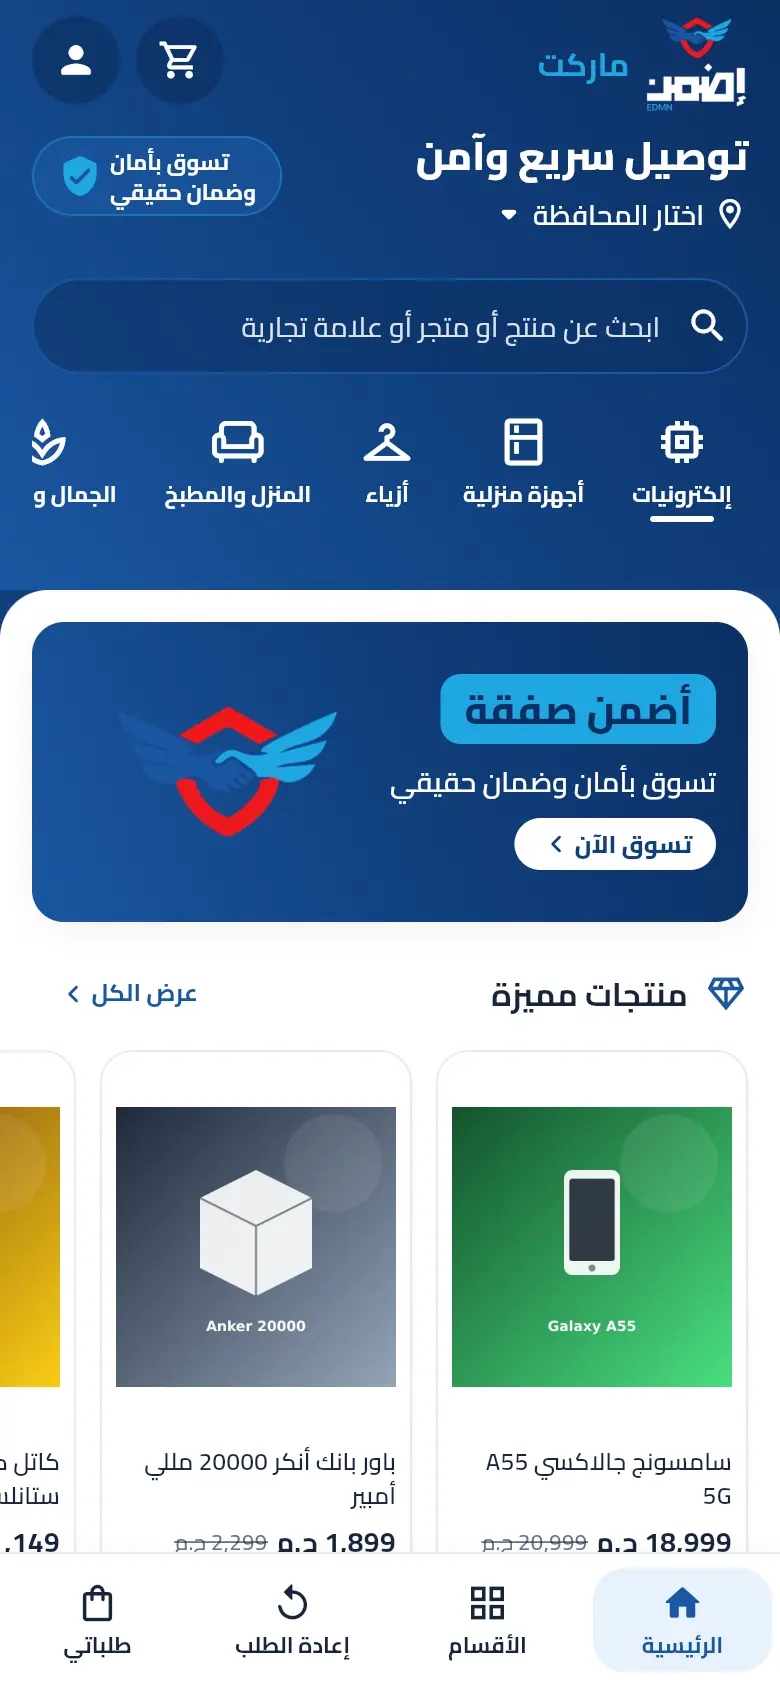 إضمن
EDMN
ماركت
توصيل سريع وآمن
اختار المحافظة
تسوق بأمان
وضمان حقيقي
ابحث عن منتج أو متجر أو علامة تجارية
إلكترونيات
أجهزة منزلية
أزياء
المنزل والمطبخ
الجمال و
أضمن صفقة
تسوق بأمان وضمان حقيقي
تسوق الآن
منتجات مميزة
عرض الكل
Galaxy A55
سامسونج جالاكسي A55
5G
18,999 ج.م 20,999 ج.م
Anker 20000
باور بانك أنكر 20000 مللي
أمبير
1,899 ج.م 2,299 ج.م
كاتل
ستانلس
,149
الرئيسية
الأقسام
إعادة الطلب
طلباتي